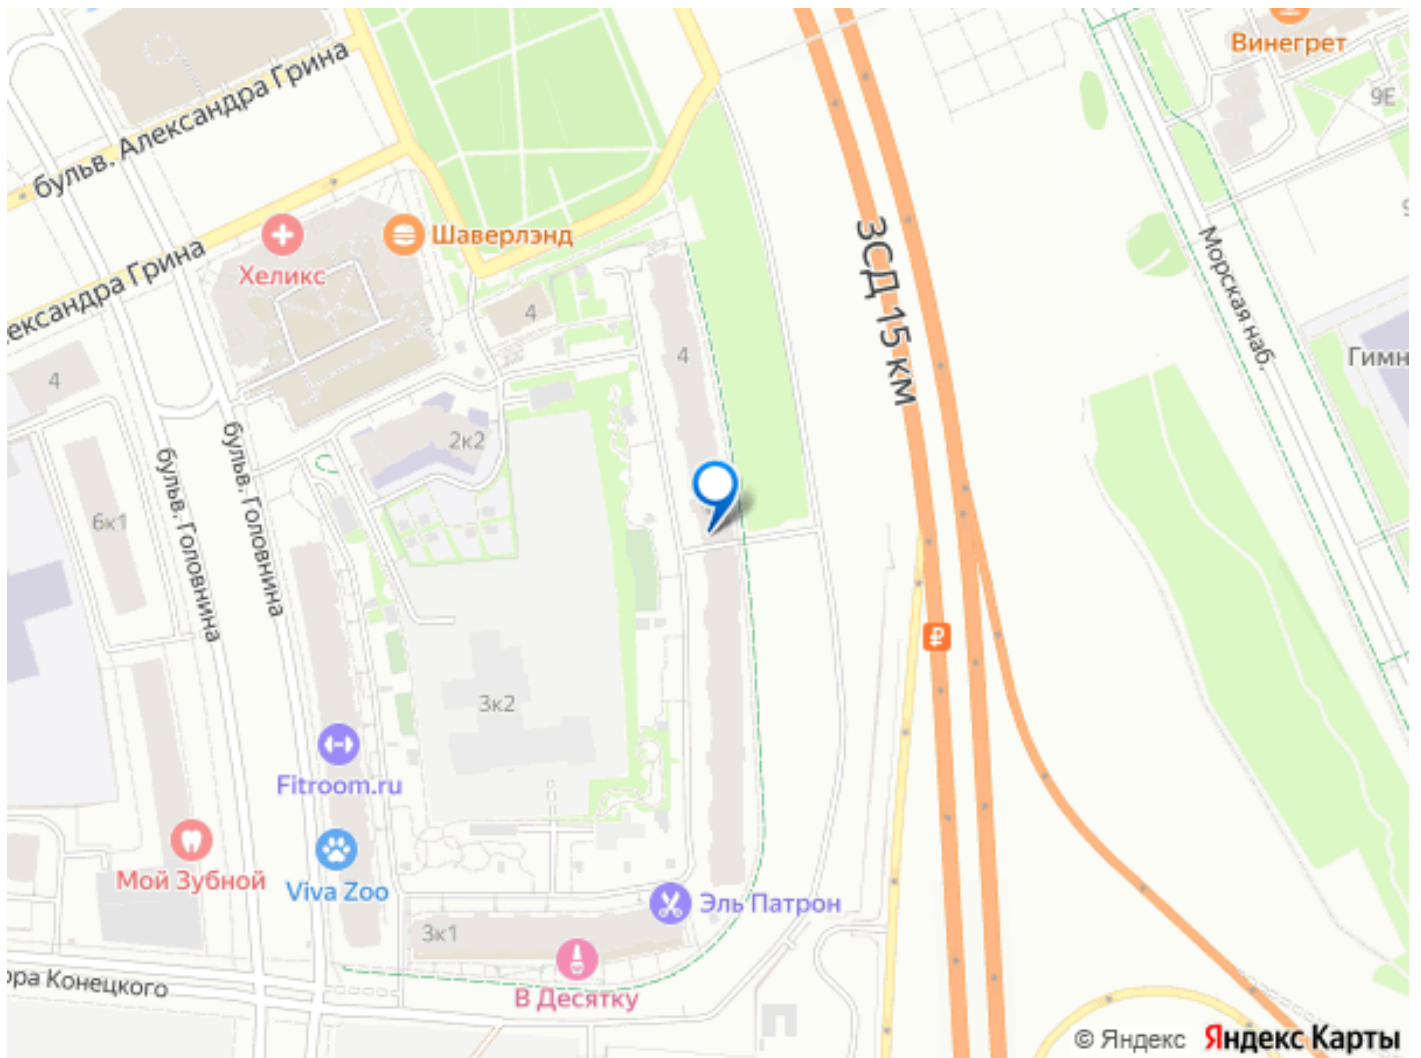 Винегрет
9Е
бульв. Александра Грина
Шаверлэнд
Хеликс
ександра Грина
4
4
4
ЗСД 15 км
Морская наб.
Гимн
2к2
бульв. Головнина
бульв. Головнина
6к1
3к2
₽
Fitroom.ru
Мой Зубной
Viva Zoo
Эль Патрон
3к1
В Десятку
ора Конецкого
© Яндекс Яндекс Карты